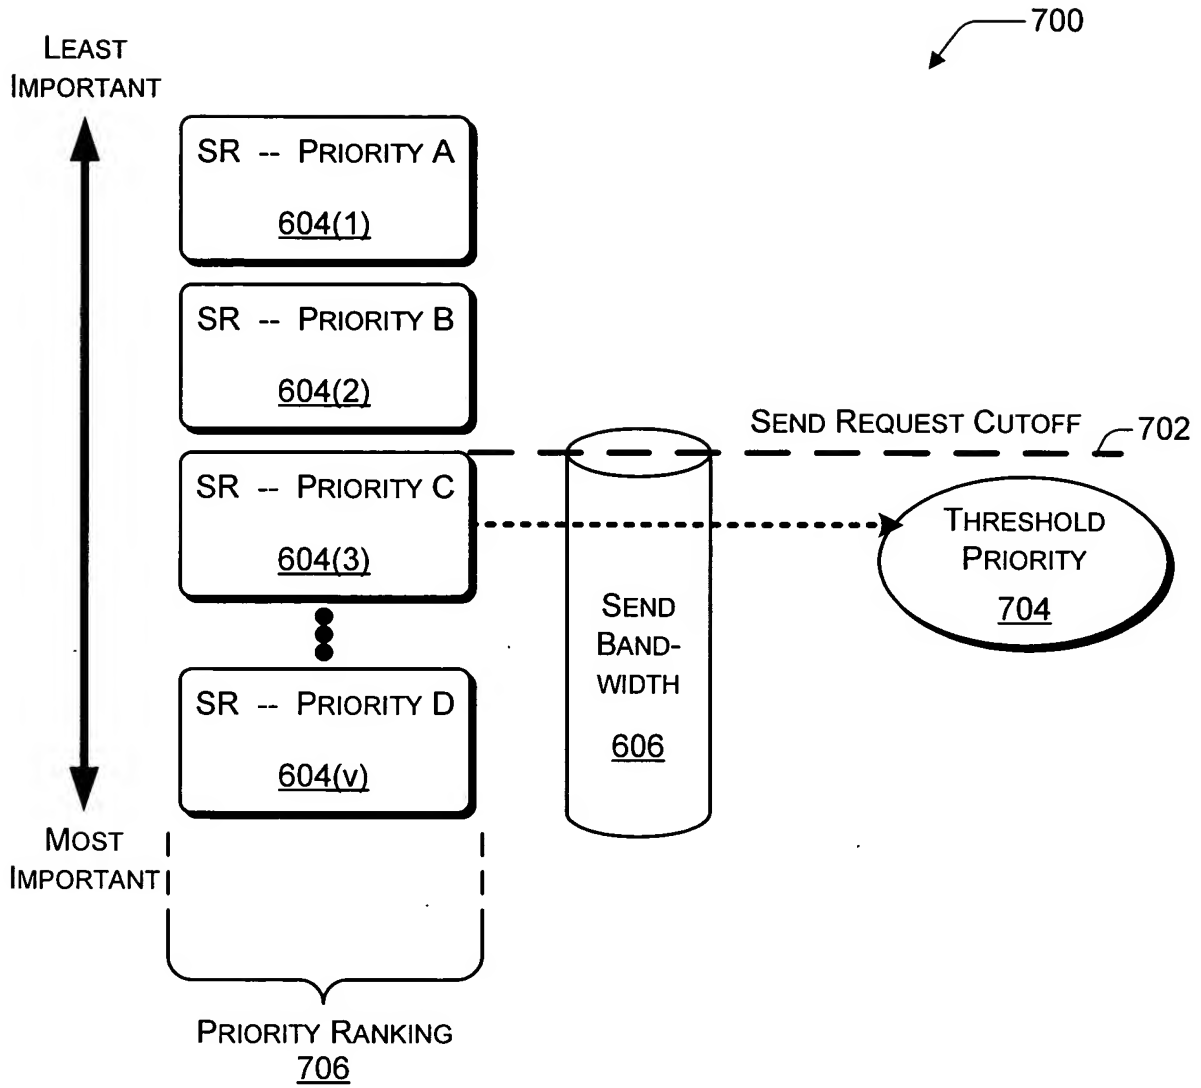 700
LEAST
IMPORTANT
SR -- PRIORITY A
604(1)
SR -- PRIORITY B
604(2)
SEND REQUEST CUTOFF
702
SR -- PRIORITY C
604(3)
THRESHOLD
PRIORITY
704
SEND
BAND-
WIDTH
606
SR -- PRIORITY D
604(v)
MOST
IMPORTANT
PRIORITY RANKING
706